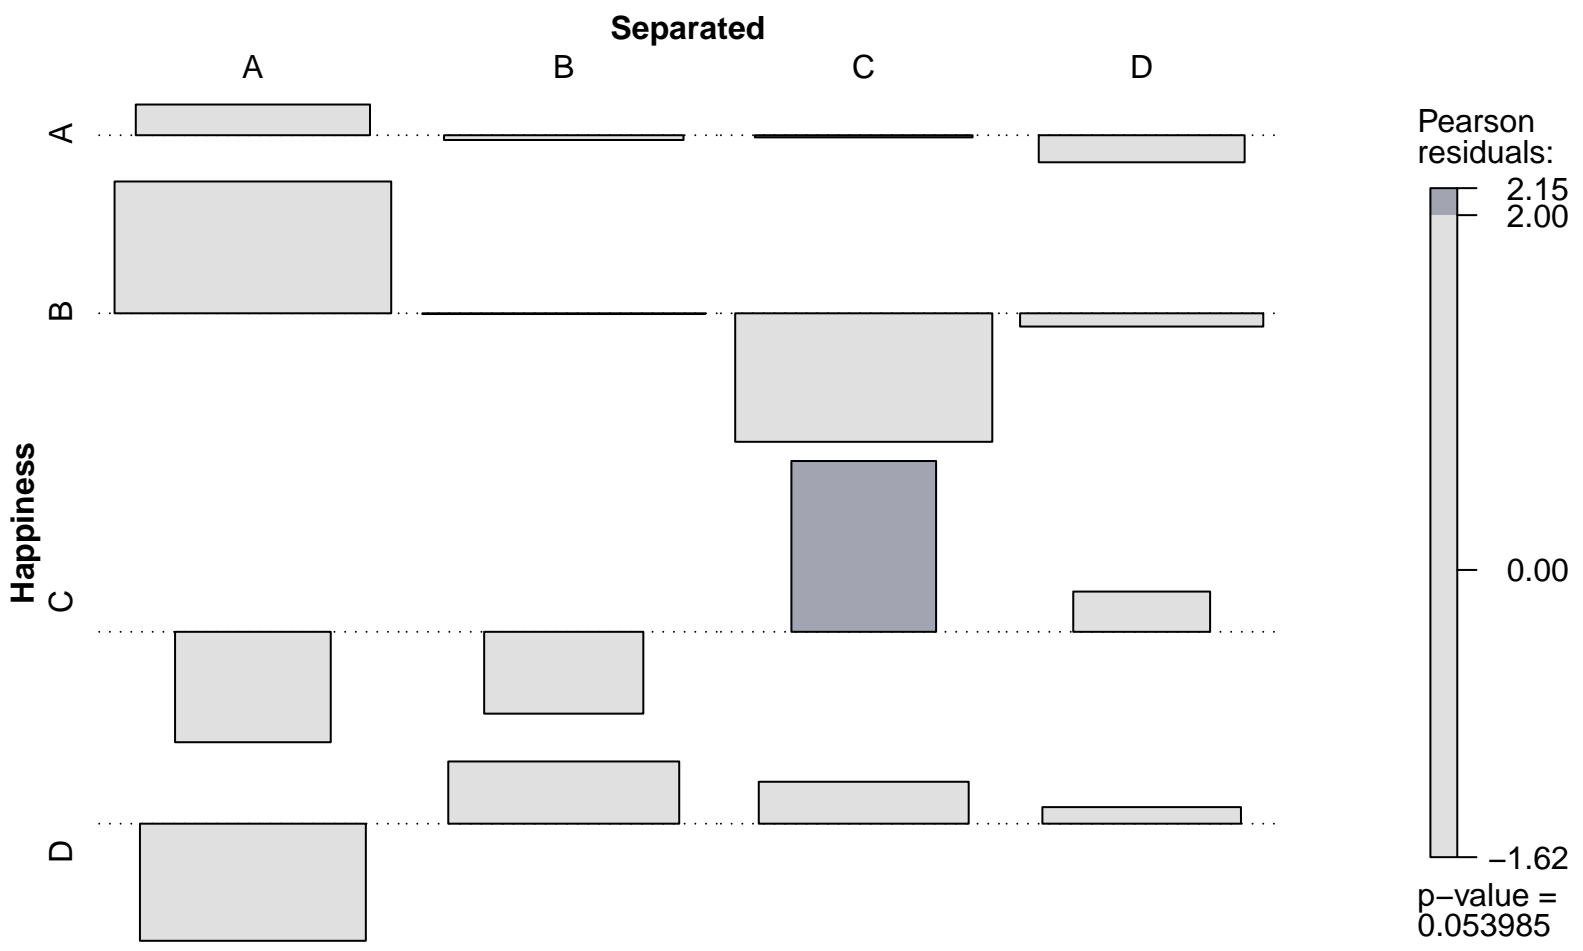 Separated
A B C D
A
B
C
D
Happiness
Pearson
residuals:
2.15
2.00
0.00
−1.62
p−value =
0.053985